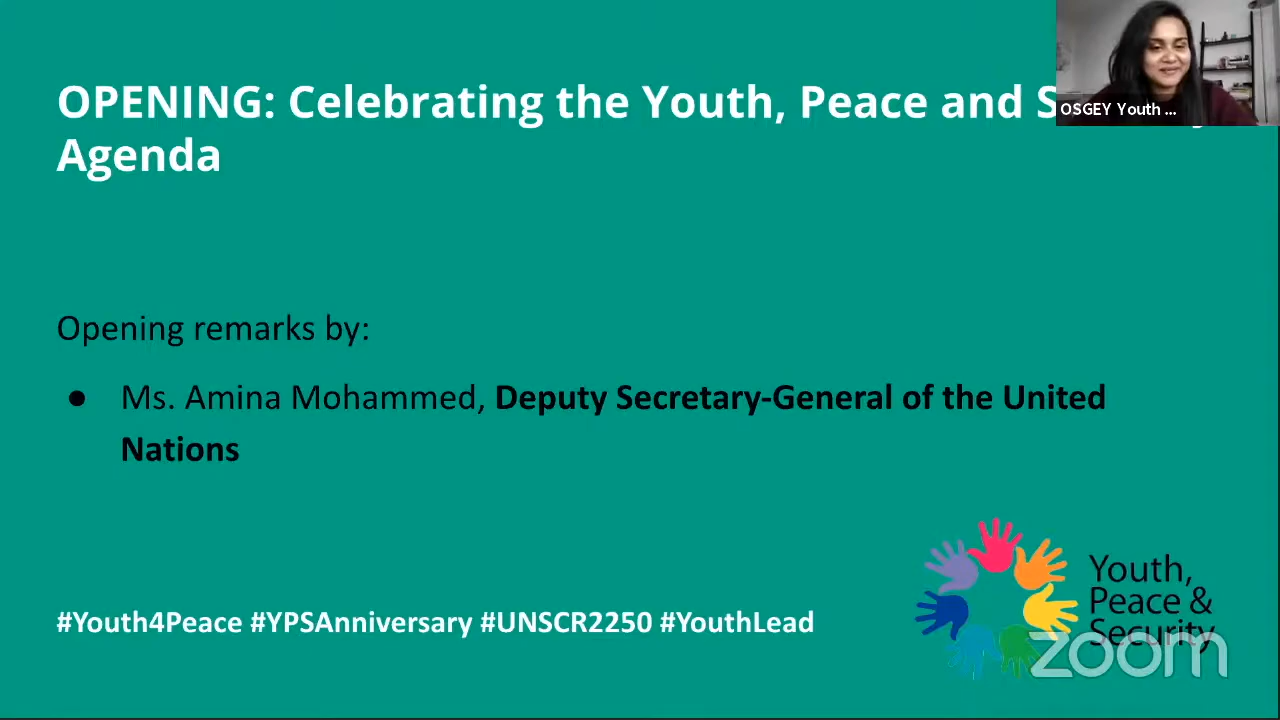 OPENING: Celebrating the Youth, Peace and S
Agenda
OSGEY Youth ...
Opening remarks by:
● Ms. Amina Mohammed, Deputy Secretary-General of the United
Nations
#Youth4Peace #YPSAnniversary #UNSCR2250 #YouthLead
Youth,
Peace &
Security
zoom